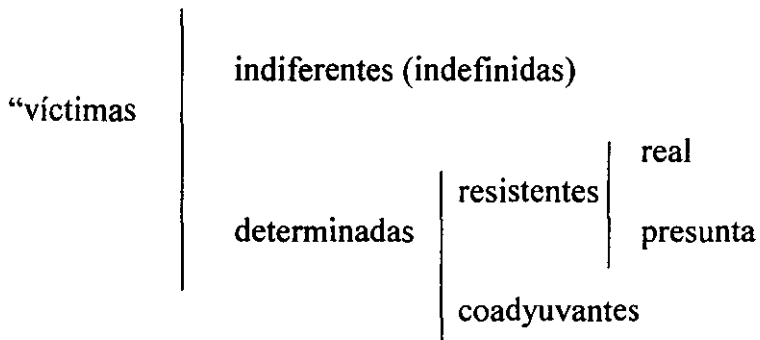 indiferentes (indefinidas)
“víctimas
real
resistentes
determinadas
presunta
coadyuvantes